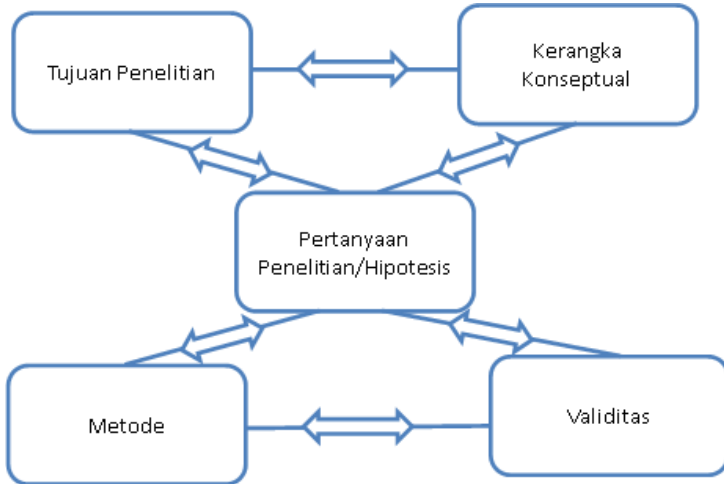 Tujuan Penelitian
Kerangka
Konseptual
Pertanyaan
Penelitian/Hipotesis
Metode
Validitas